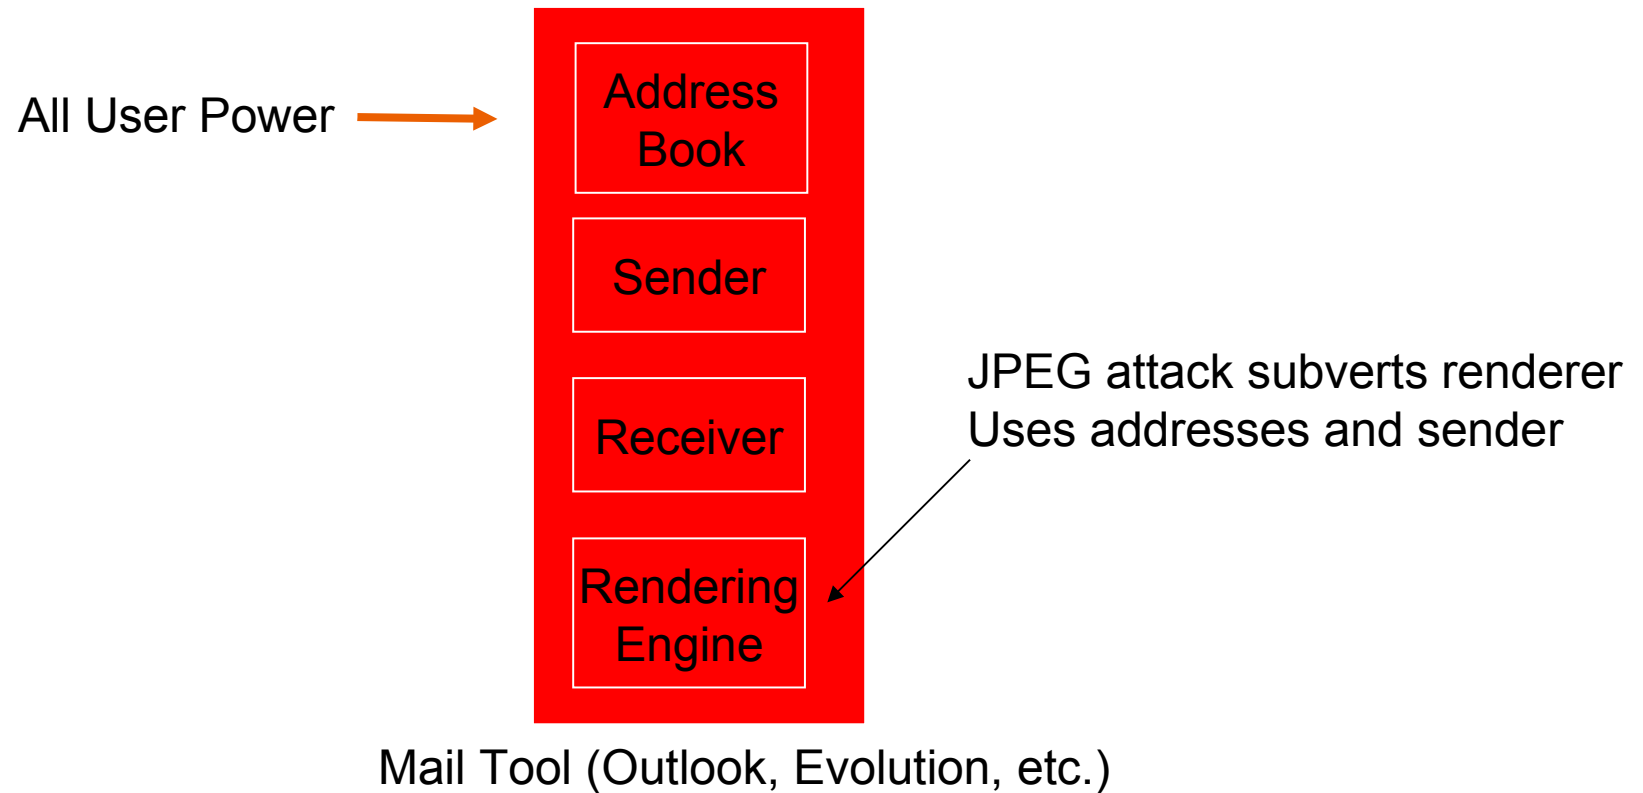 All User Power
Address
Book
Sender
Receiver
Rendering
Engine
JPEG attack subverts renderer
Uses addresses and sender
Mail Tool (Outlook, Evolution, etc.)